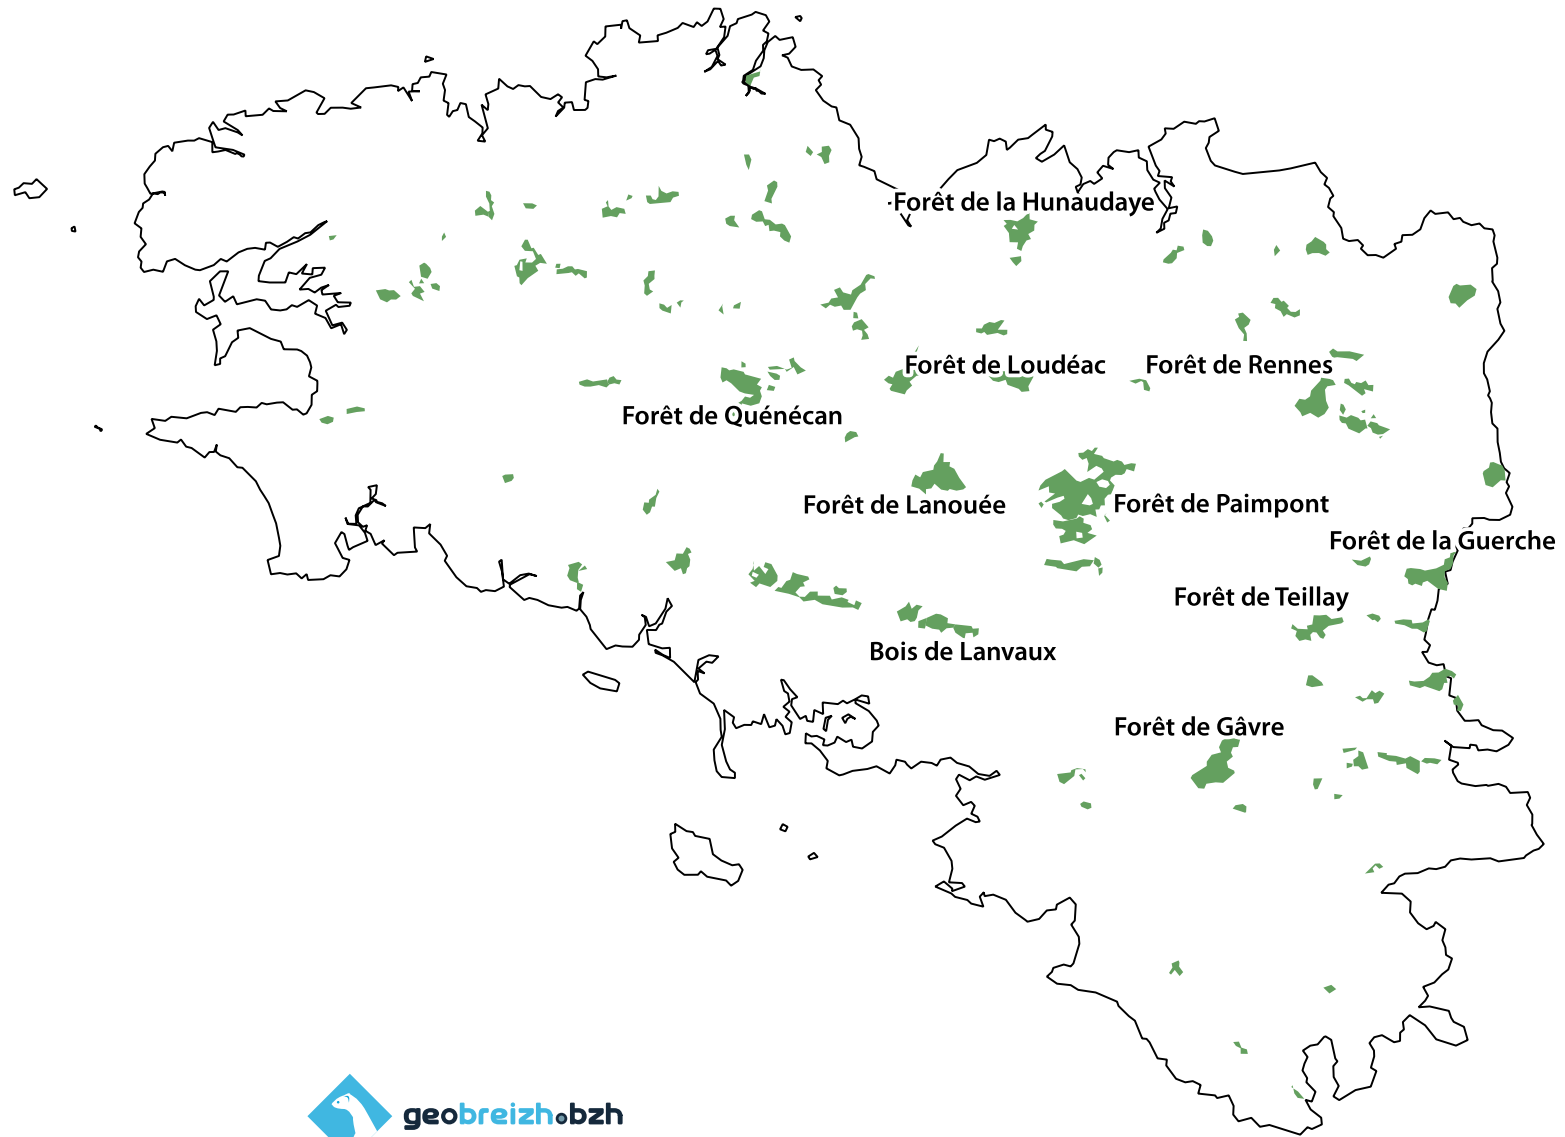 Forêt de la Hunaudaye
Forêt de Loudéac
Forêt de Rennes
Forêt de Quénécan
Forêt de Lanouée
Forêt de Paimpont
Forêt de la Guerche
Forêt de Teillay
Bois de Lanvaux
Forêt de Gâvre
geobreizh.bzh